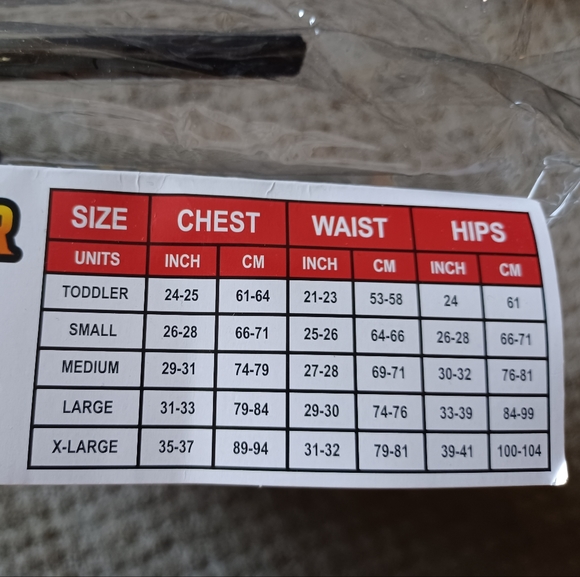 R
SIZE CHEST WAIST HIPS
UNITS INCH CM INCH CM INCH CM
TODDLER 24-25 61-64 21-23 53-58 24 61
SMALL 26-28 66-71 25-26 64-66 26-28 66-71
MEDIUM 29-31 74-79 27-28 69-71 30-32 76-81
LARGE 31-33 79-84 29-30 74-76 33-39 84-99
X-LARGE 35-37 89-94 31-32 79-81 39-41 100-104